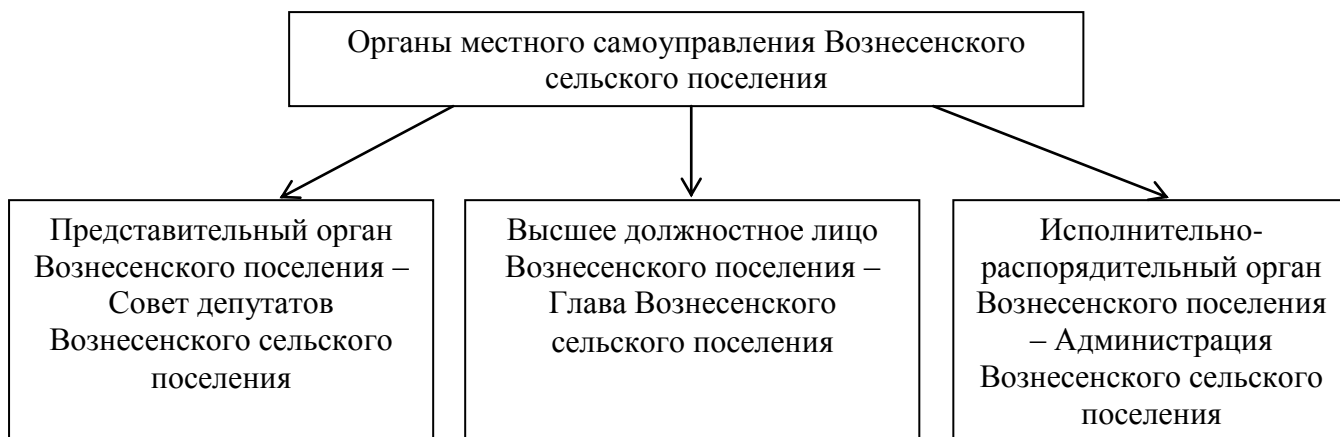 Органы местного самоуправления Вознесенского
сельского поселения
Представительный орган
Вознесенского поселения –
Совет депутатов
Вознесенского сельского
поселения
Высшее должностное лицо
Вознесенского поселения –
Глава Вознесенского
сельского поселения
Исполнительно-
распорядительный орган
Вознесенского поселения
– Администрация
Вознесенского сельского
поселения